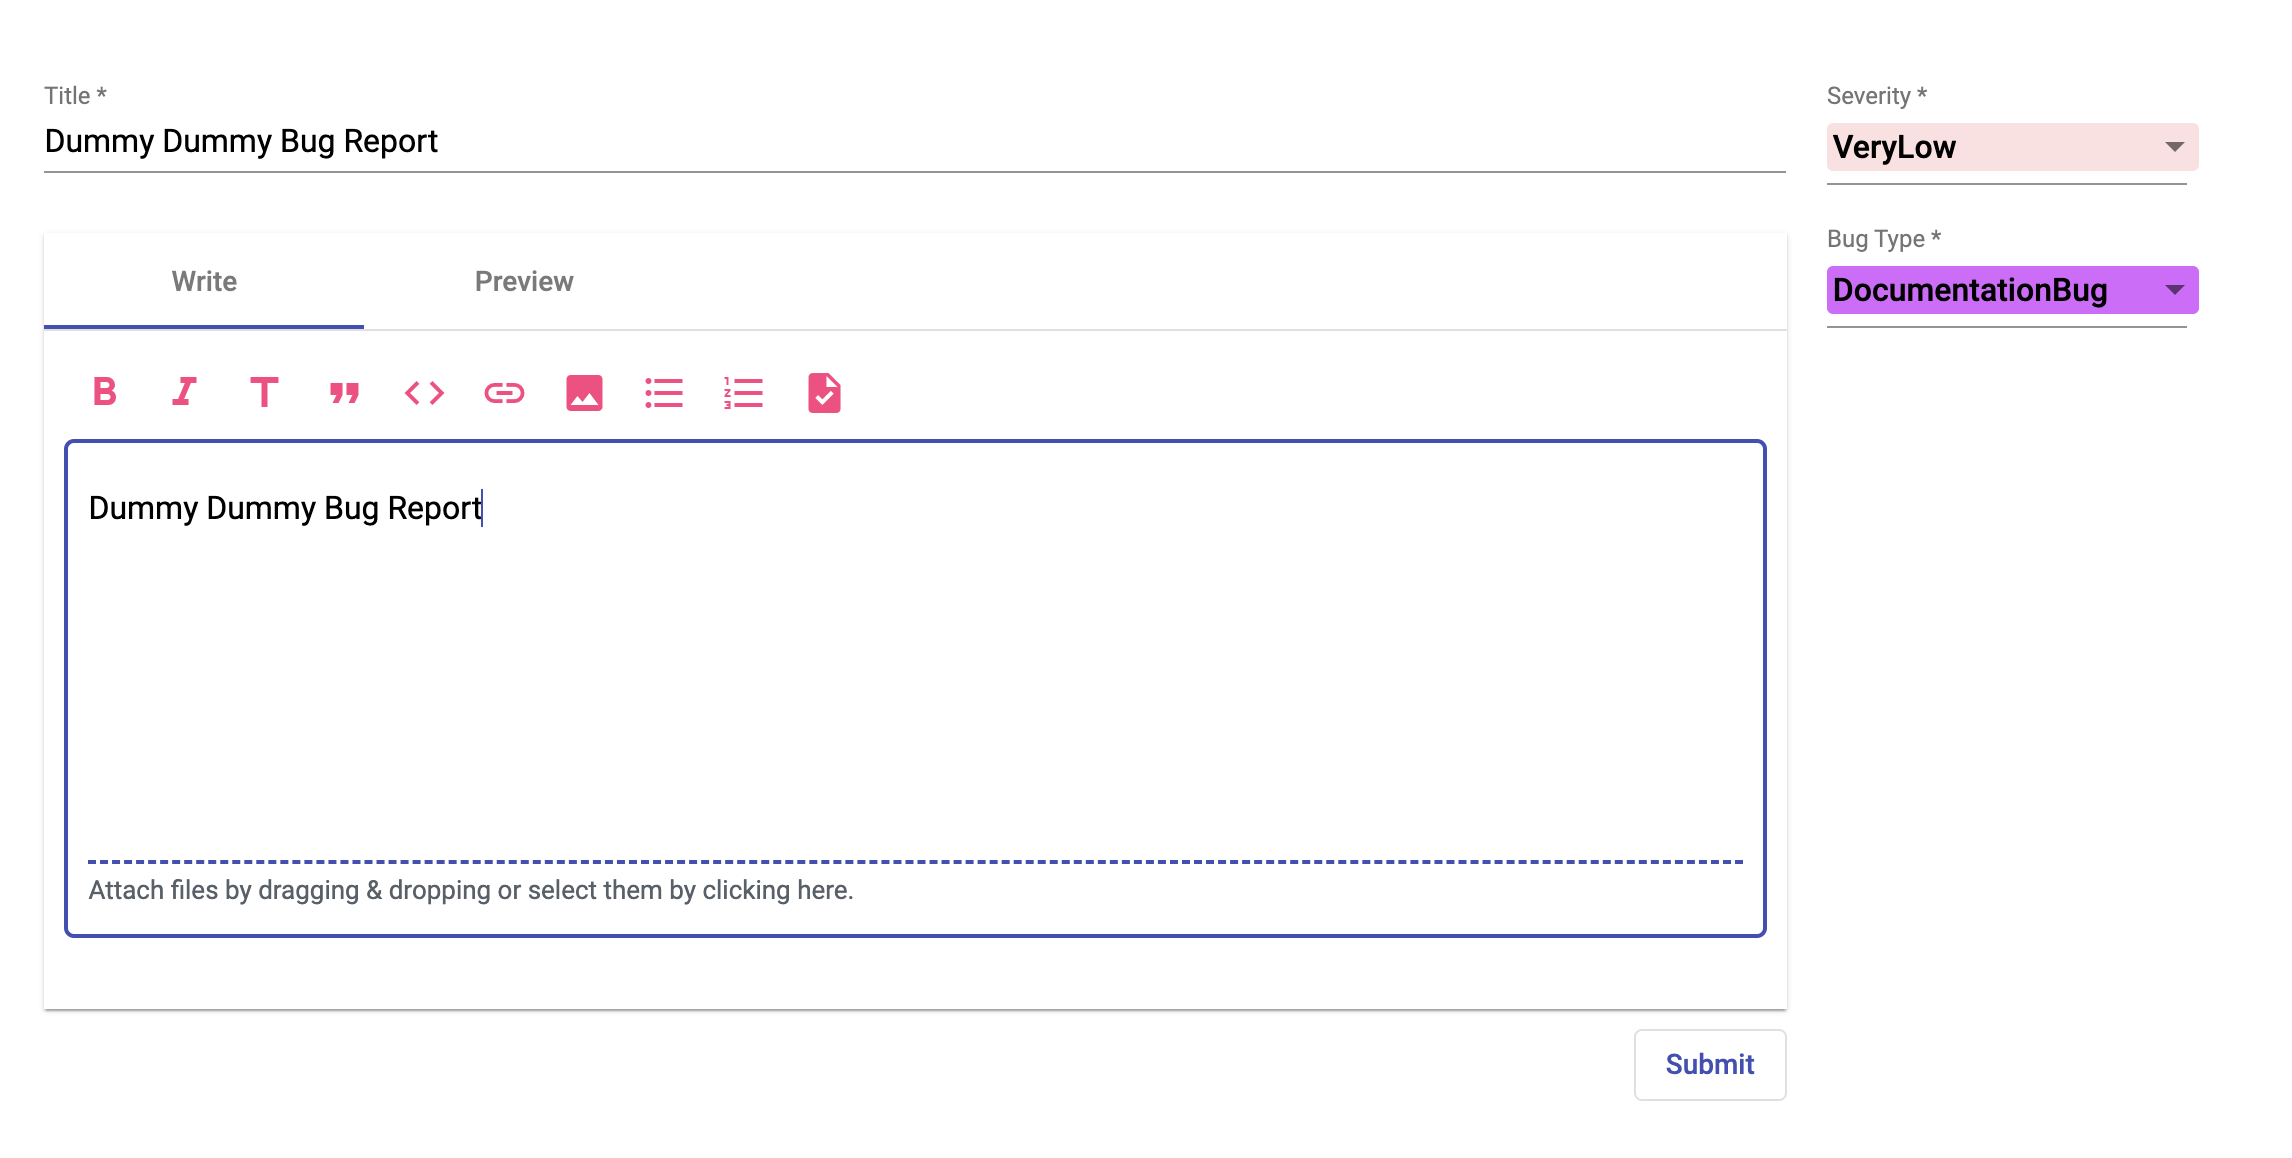 Title *
Dummy Dummy Bug Report
Severity *
VeryLow
Bug Type *
DocumentationBug
Write
Preview
Dummy Dummy Bug Report
Attach files by dragging & dropping or select them by clicking here.
Submit